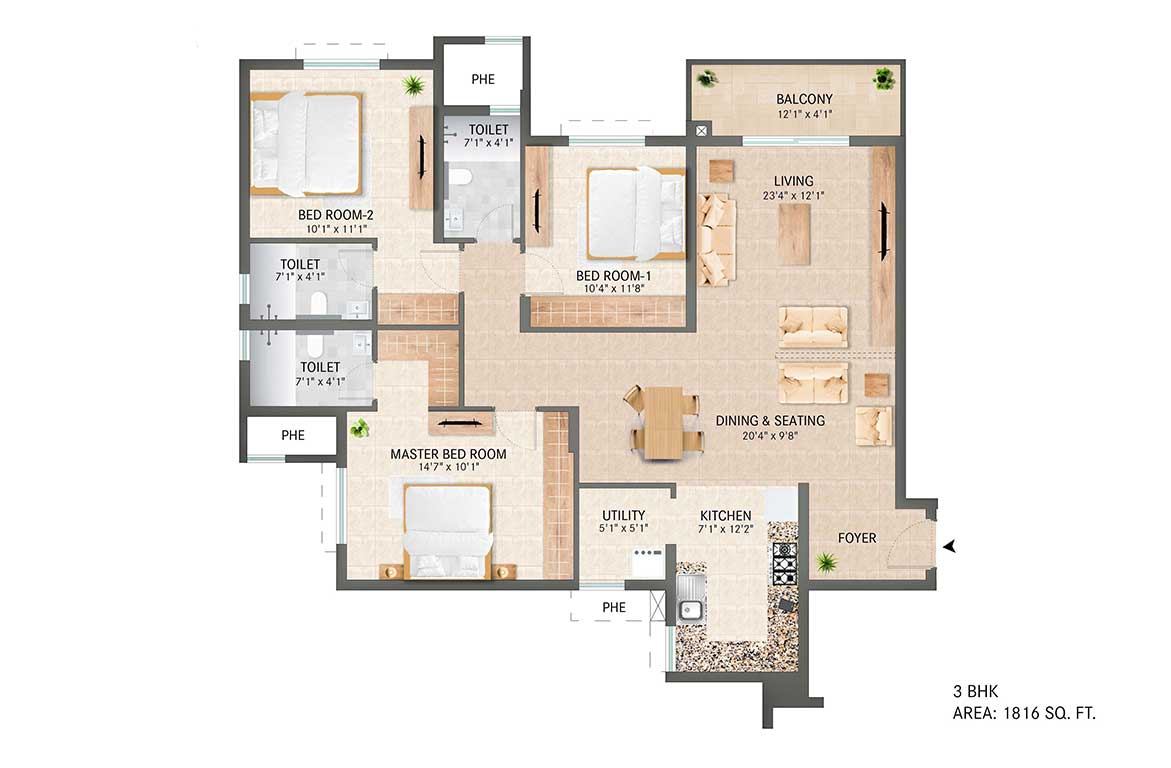 PHE
BALCONY
12'1" x 4'1"
TOILET
7'1" x 4'1"
LIVING
23'4" x 12'1"
BED ROOM-2
10'1" x 11'1"
TOILET
7'1" x 4'1"
BED ROOM-1
10'4" x 11'8"
TOILET
7'1" x 4'1"
DINING & SEATING
20'4" x 9'8"
PHE
MASTER BED ROOM
14'7" x 10'1"
UTILITY
5'1" x 5'1"
KITCHEN
7'1" x 12'2"
FOYER
PHE
3 BHK
AREA: 1816 SQ. FT.